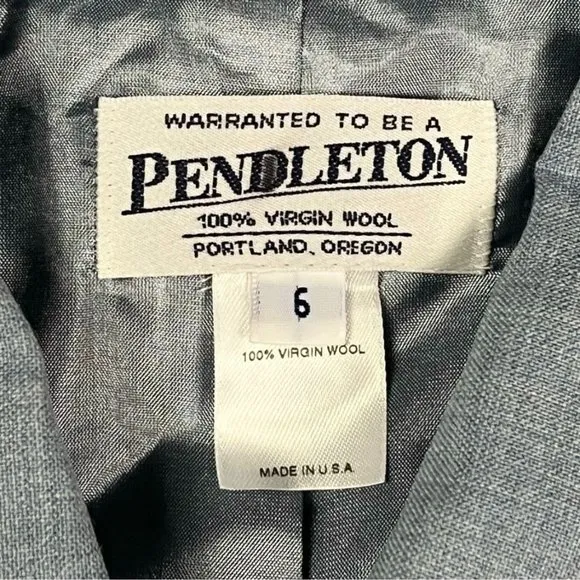 WARRANTED TO BE A
PENDLETON
100% VIRGIN WOOL
PORTLAND, OREGON
6
100% VIRGIN WOOL
MADE IN U.S.A.